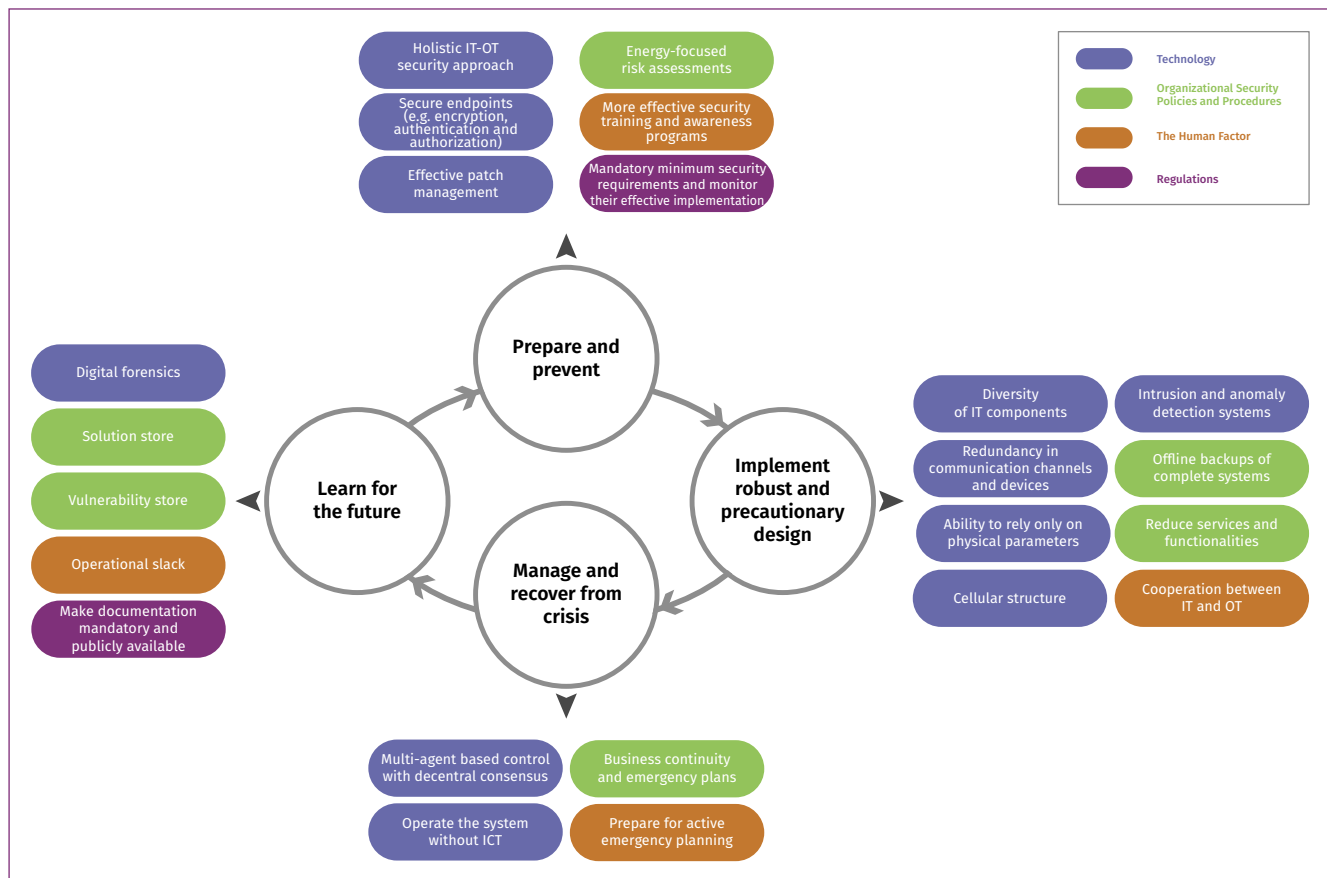 Holistic IT-OT
security approach
Energy-focused
risk assessments
Secure endpoints
(e.g. encryption,
authentication and
authorization)
More effective security
training and awareness
programs
Effective patch
management
Mandatory minimum security
requirements and monitor
their effective implementation
Technology
Organizational Security
Policies and Procedures
The Human Factor
Regulations
Prepare and
prevent
Digital forensics
Solution store
Vulnerability store
Operational slack
Make documentation
mandatory and
publicly available
Learn for
the future
Implement
robust and
precautionary
design
Manage and
recover from
crisis
Diversity
of IT components
Intrusion and anomaly
detection systems
Redundancy in
communication channels
and devices
Offline backups of
complete systems
Ability to rely only on
physical parameters
Reduce services and
functionalities
Cellular structure
Cooperation between
IT and OT
Multi-agent based control
with decentral consensus
Business continuity
and emergency plans
Operate the system
without ICT
Prepare for active
emergency planning